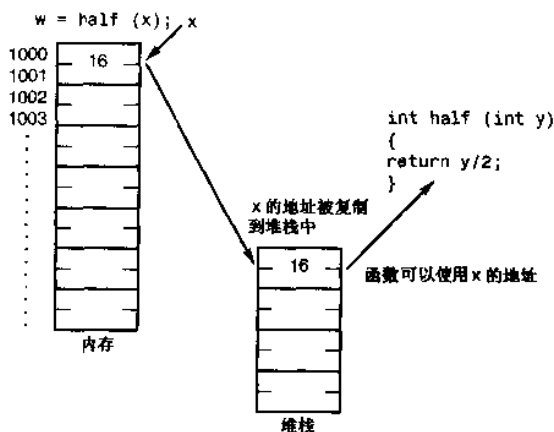 w = half (x); x
1000
1001
1002
1003
16
int half (int y)
{
return y/2;
}
x 的地址被复制
到堆栈中
16
函数可以使用 x 的地址
内存
堆栈